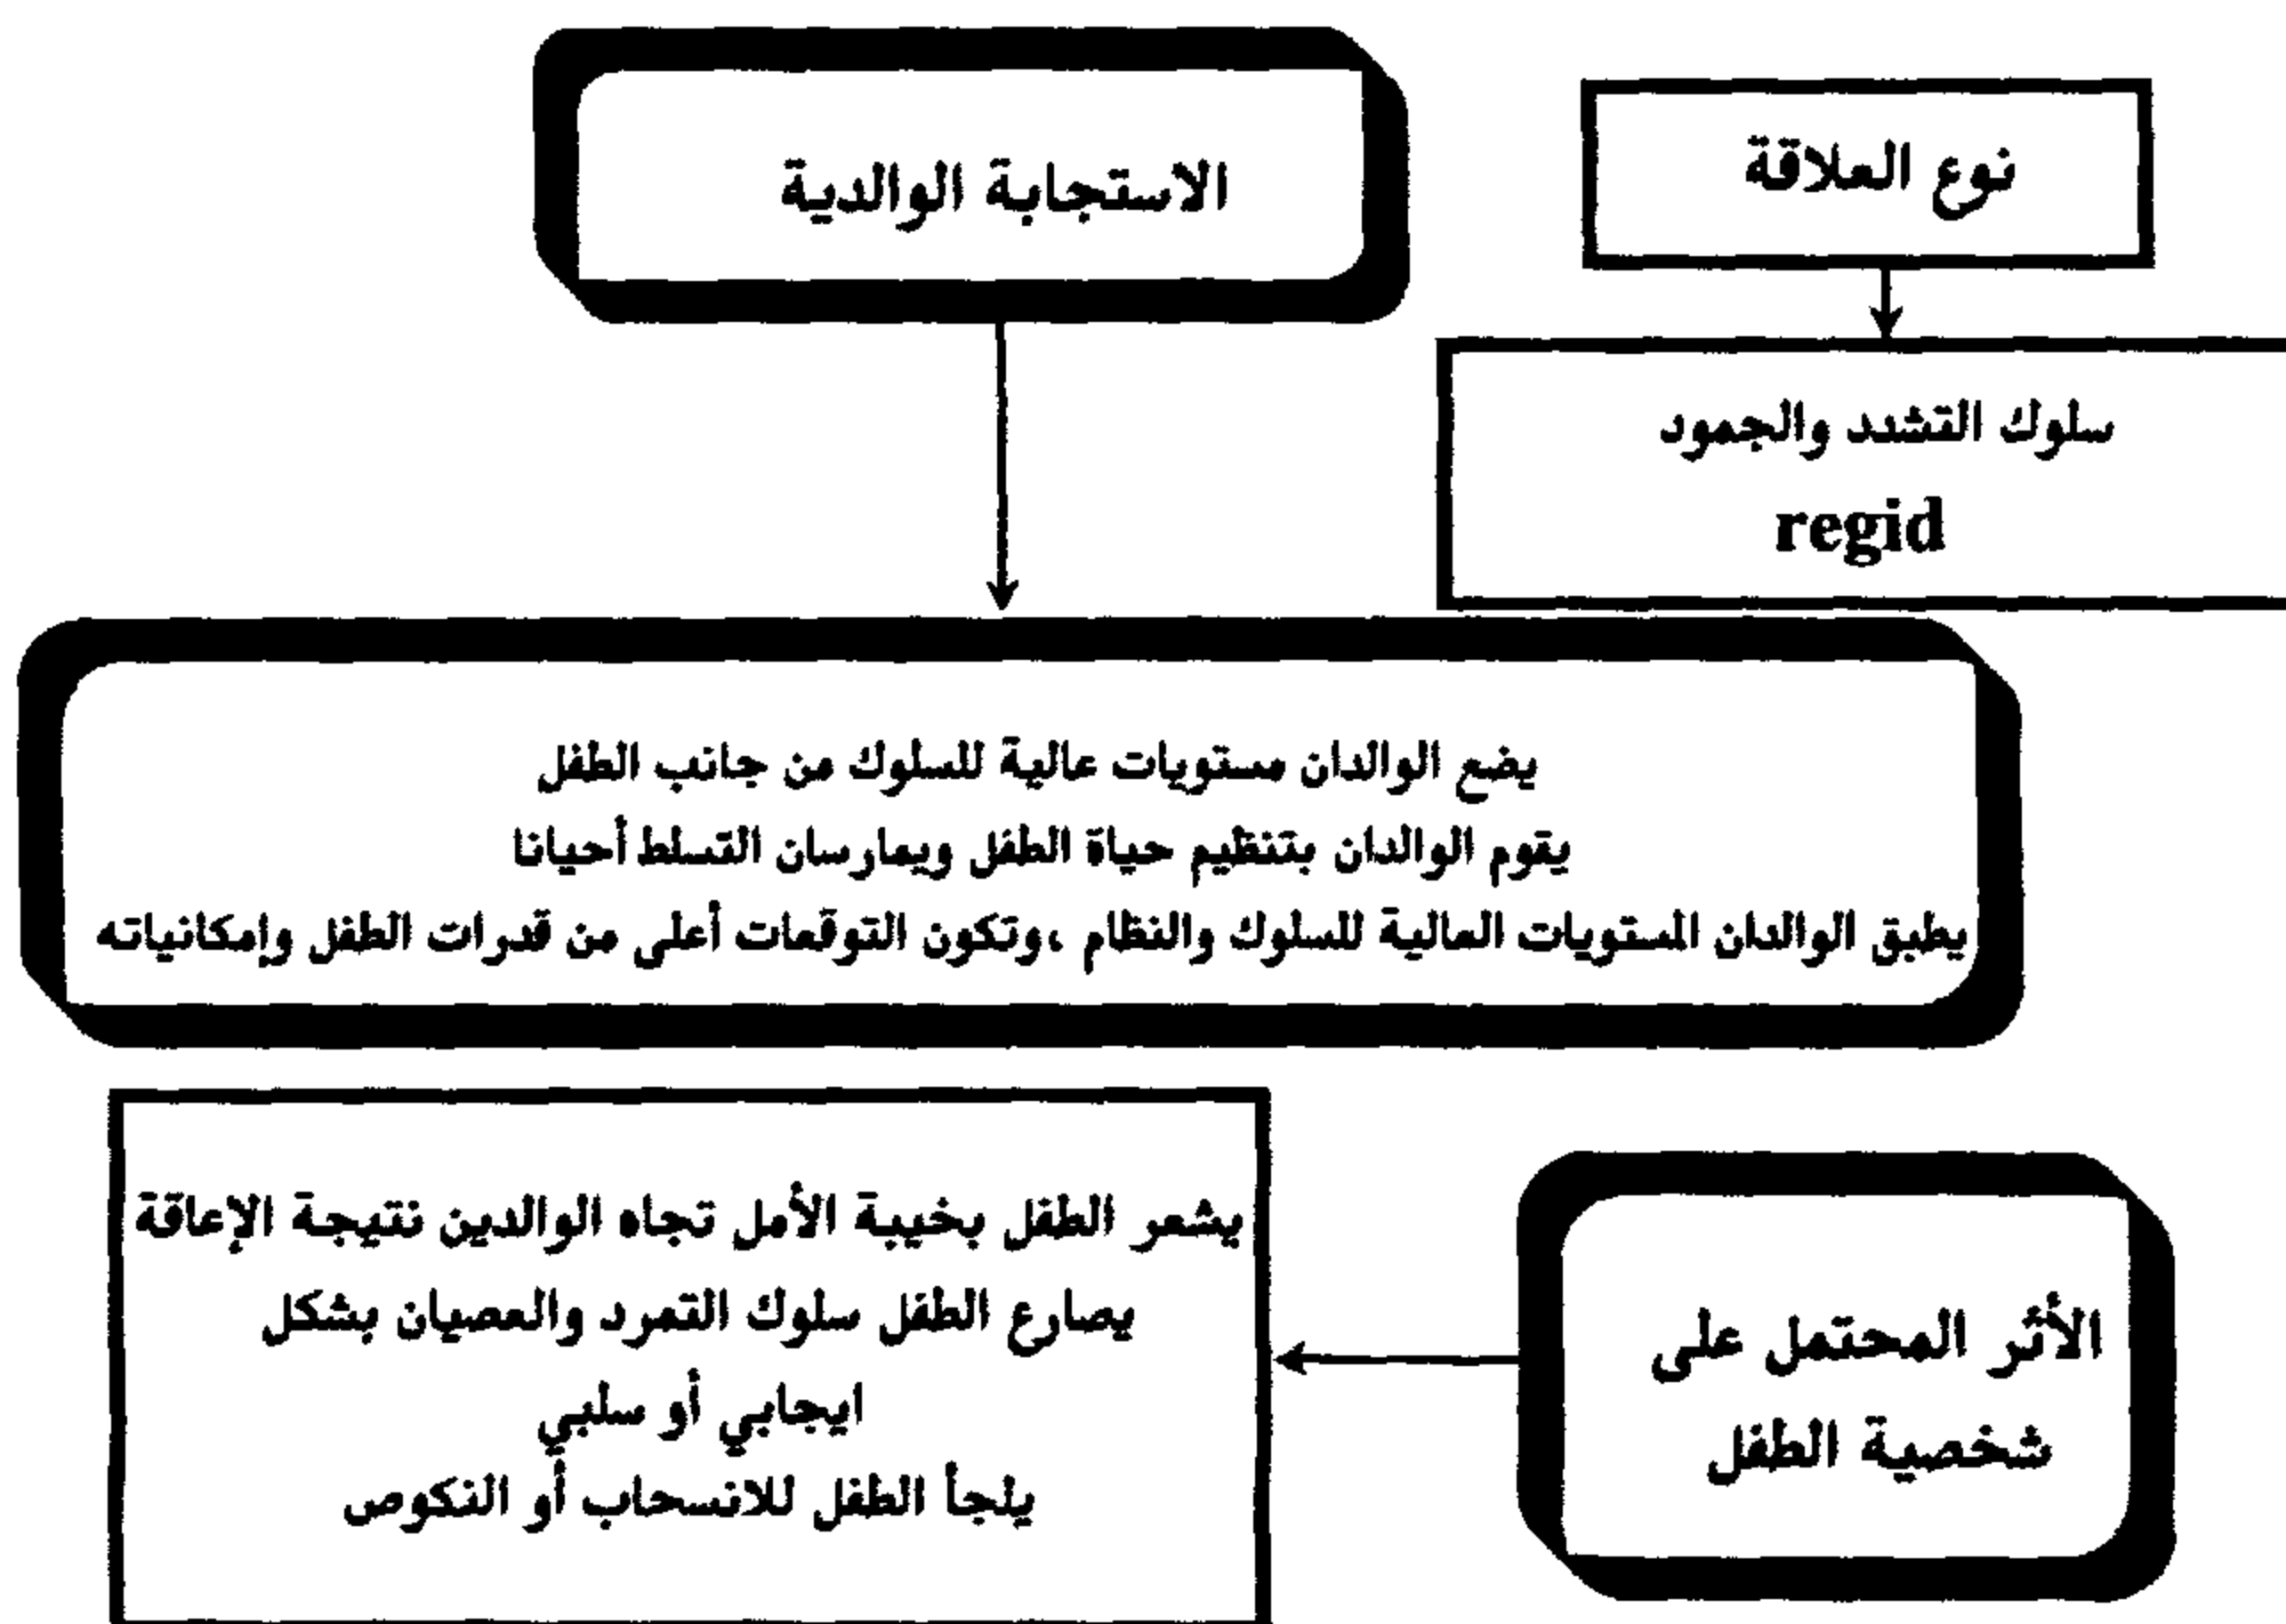 نوع العلاقة
الاستجابة الوالدية
سلوك التشدد والجمود
regid
يضع الوالدان مستويات عالية للسلوك من جانب الطفل
يقوم الوالدان بتنظيم حياة الطفل ويمارسان التسلط أحيانا
يطبق الوالدان المستويات العالية للسلوك والنظام ،وتكون التوقعات أعلى من قدرات الطفل وإمكانياته
الأثر المحتمل على
شخصية الطفل
يشعر الطفل بخيبة الأمل تجاه الوالدين نتيجة الإعاقة
يصارع الطفل سلوك التمرد والعصيان بشكل
ايجابي أو سلبي
يلجأ الطفل للانسحاب أو النكوص